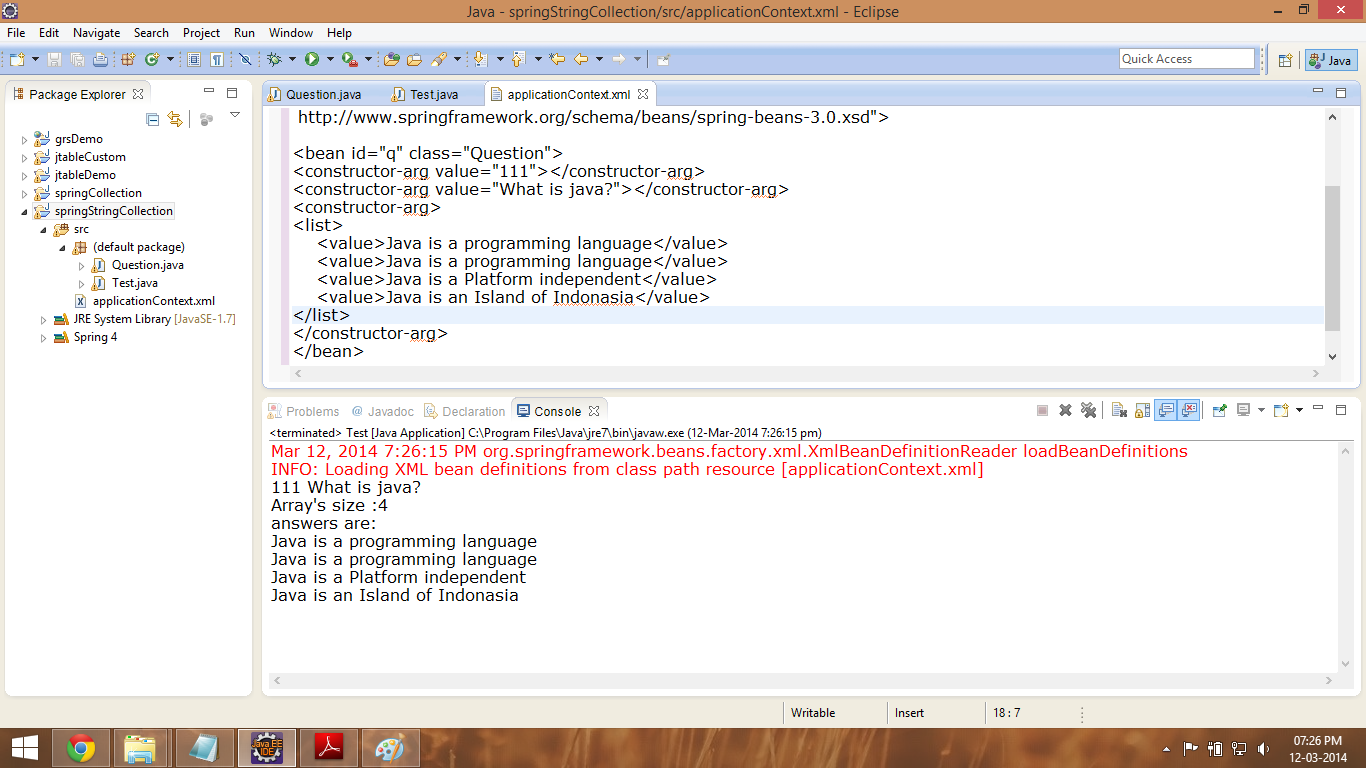 Java - springStringCollection/src/applicationContext.xml - Eclipse
File Edit Navigate Search Project Run Window Help
Quick Access
Java
Package Explorer
grsDemo
jtableCustom
jtableDemo
springCollection
springStringCollection
src
(default package)
Question.java
Test.java
applicationContext.xml
JRE System Library [JavaSE-1.7]
Spring 4
Question.java Test.java applicationContext.xml
http://www.springframework.org/schema/beans/spring-beans-3.0.xsd">
<bean id="q" class="Question">
<constructor-arg value="111"></constructor-arg>
<constructor-arg value="What is java?"></constructor-arg>
<constructor-arg>
<list>
<value>Java is a programming language</value>
<value>Java is a programming language</value>
<value>Java is a Platform independent</value>
<value>Java is an Island of Indonasia</value>
</list>
</constructor-arg>
</bean>
Problems @ Javadoc Declaration Console
<terminated> Test [Java Application] C:\Program Files\Java\jre7\bin\javaw.exe (12-Mar-2014 7:26:15 pm)
Mar 12, 2014 7:26:15 PM org.springframework.beans.factory.xml.XmlBeanDefinitionReader loadBeanDefinitions
INFO: Loading XML bean definitions from class path resource [applicationContext.xml]
111 What is java?
Array's size :4
answers are:
Java is a programming language
Java is a programming language
Java is a Platform independent
Java is an Island of Indonasia
Writable Insert 18 : 7
Java EE
IDE
07:26 PM
12-03-2014